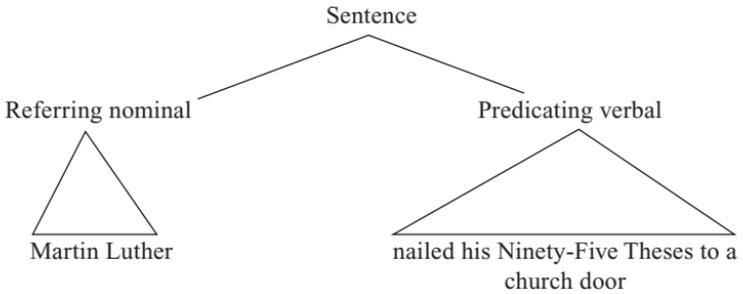 Sentence
Referring nominal
Predicating verbal
Martin Luther
nailed his Ninety-Five Theses to a
church door